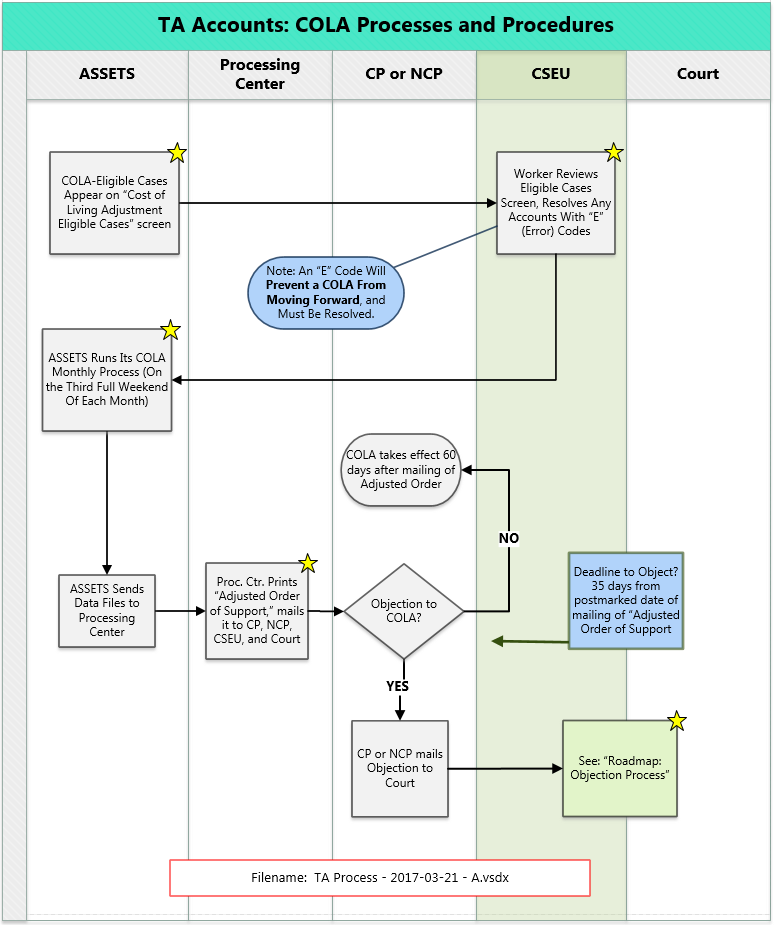 TA Accounts: COLA Processes and Procedures
ASSETS
Processing
Center
CP or NCP
CSEU
Court
COLA-Eligible Cases
Appear on “Cost of
Living Adjustment
Eligible Cases” screen
Worker Reviews
Eligible Cases
Screen, Resolves Any
Accounts With “E”
(Error) Codes
Note: An “E” Code Will
Prevent a COLA From
Moving Forward, and
Must Be Resolved.
ASSETS Runs Its COLA
Monthly Process (On
the Third Full Weekend
Of Each Month)
COLA takes effect 60
days after mailing of
Adjusted Order
NO
ASSETS Sends
Data Files to
Processing
Center
Proc. Ctr. Prints
“Adjusted Order
of Support,” mails
it to CP, NCP,
CSEU, and Court
Objection to
COLA?
Deadline to Object?
35 days from
postmarked date of
mailing of “Adjusted
Order of Support
YES
CP or NCP mails
Objection to
Court
See: “Roadmap:
Objection Process”
Filename:  TA Process - 2017-03-21 - A.vsdx